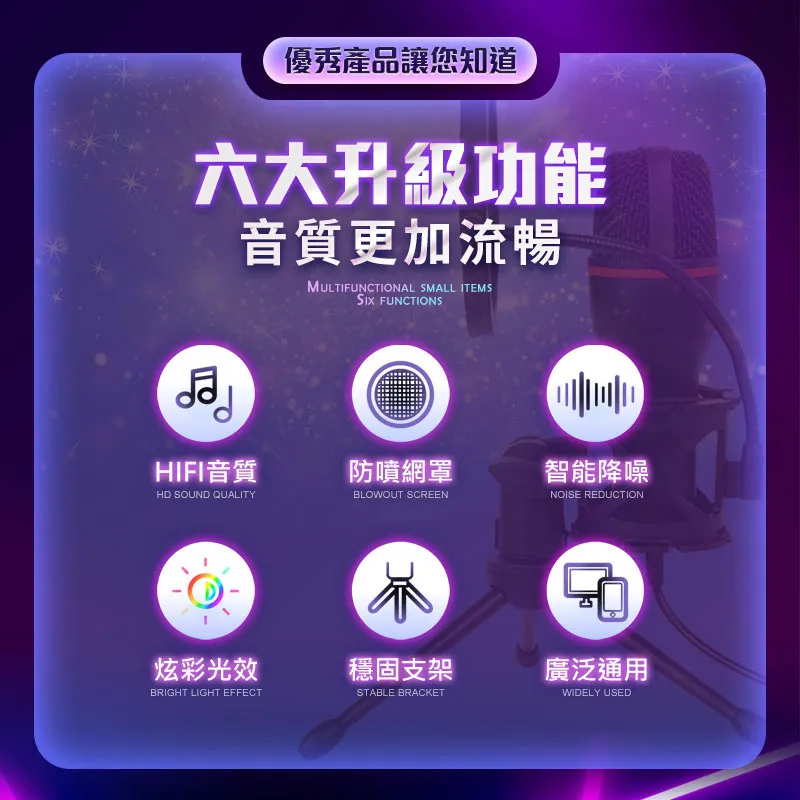 優秀產品讓您知道
六大升級功能
音質更加流暢
MULTIFUNCTIONAL SMALL ITEMS
SIX FUNCTIONS
HIFI音質
HD SOUND QUALITY
防噴網罩
BLOWOUT SCREEN
智能降噪
NOISE REDUCTION
炫彩光效
BRIGHT LIGHT EFFECT
穩固支架
STABLE BRACKET
廣泛通用
WIDELY USED